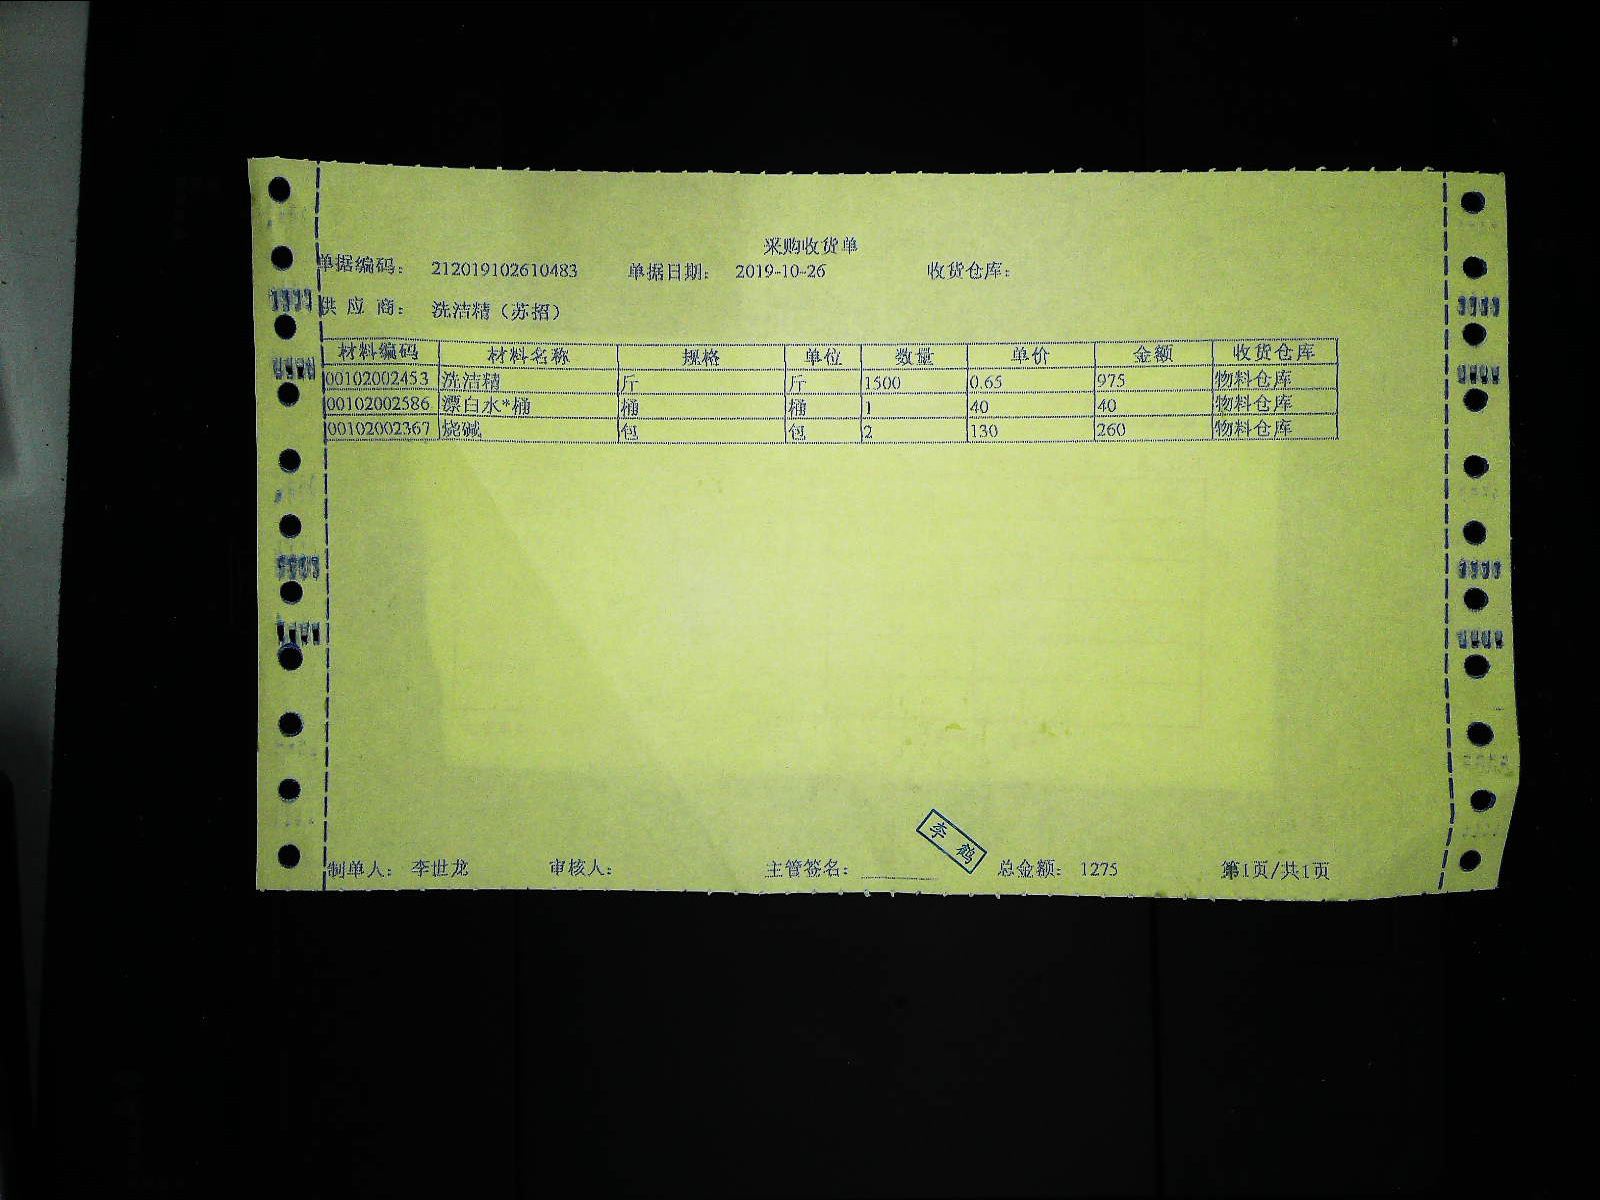 采购收货单
单据编码： 212019102610483 单据日期： 2019-10-26 收货仓库：
供 应 商： 洗洁精（苏招）
材料编码 材料名称 规格 单位 数量 单价 金额 收货仓库
00102002453 洗洁精 斤 斤 1500 0.65 975 物料仓库
00102002586 漂白水*桶 桶 桶 1 40 40 物料仓库
00102002367 烧碱 包 包 2 130 260 物料仓库
李鹤
制单人： 李世龙 审核人： 主管签名： 总金额： 1275 第1页/共1页